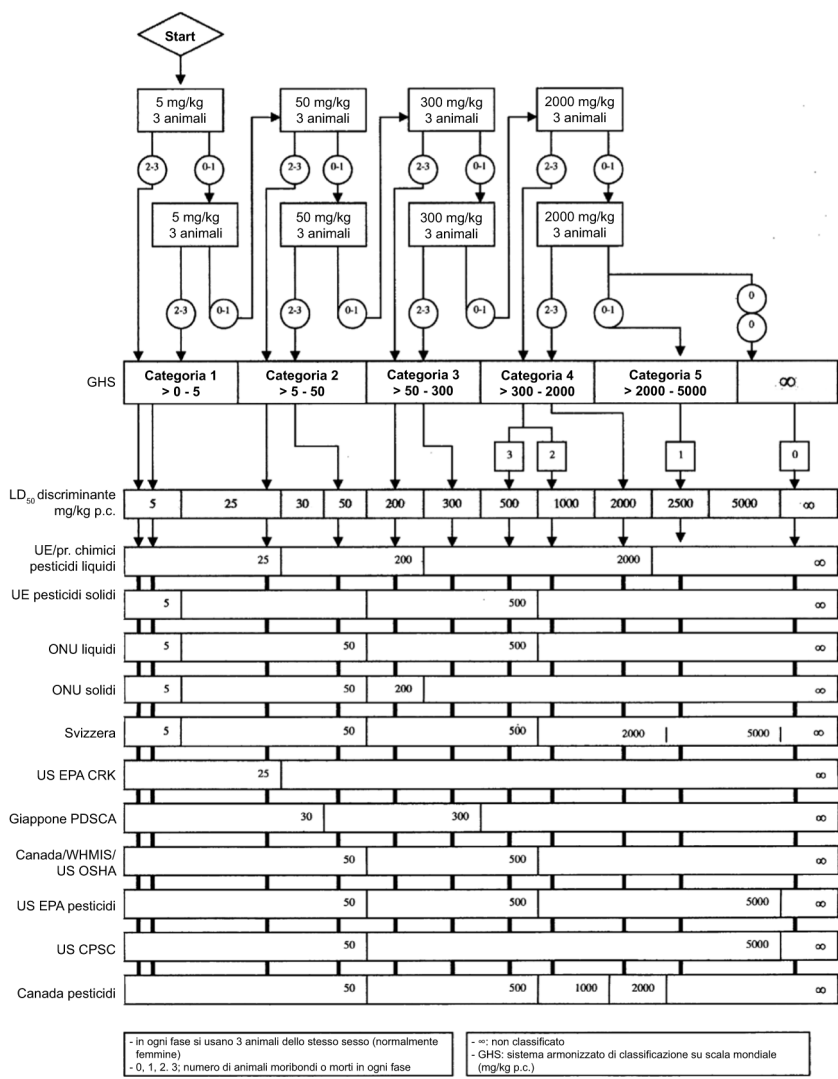 Start
5 mg/kg
3 animali
50 mg/kg
3 animali
300 mg/kg
3 animali
2000 mg/kg
3 animali
2-3 0-1 2-3 0-1 2-3 0-1 2-3 0-1
5 mg/kg
3 animali
50 mg/kg
3 animali
300 mg/kg
3 animali
2000 mg/kg
3 animali
0
2-3 0-1 2-3 0-1 2-3 0-1 2-3 0-1 0
GHS
Categoria 1
> 0 - 5
Categoria 2
> 5 - 50
Categoria 3
> 50 - 300
Categoria 4
> 300 - 2000
Categoria 5
> 2000 - 5000
∞
3 2 1 0
LD50 discriminante
mg/kg p.c.
5 25 30 50 200 300 500 1000 2000 2500 5000 ∞
UE/pr. chimici
pesticidi liquidi
25 200 2000 ∞
UE pesticidi solidi
5 500 ∞
ONU liquidi
5 50 500 ∞
ONU solidi
5 50 200 ∞
Svizzera
5 50 500 2000 5000 ∞
US EPA CRK
25 ∞
Giappone PDSCA
30 300 ∞
Canada/WHMIS/
US OSHA
50 500 ∞
US EPA pesticidi
50 500 5000 ∞
US CPSC
50 5000 ∞
Canada pesticidi
50 500 1000 2000 ∞
- in ogni fase si usano 3 animali dello stesso sesso (normalmente
femmine)
- 0, 1, 2. 3; numero di animali moribondi o morti in ogni fase
- ∞: non classificato
- GHS: sistema armonizzato di classificazione su scala mondiale
(mg/kg p.c.)